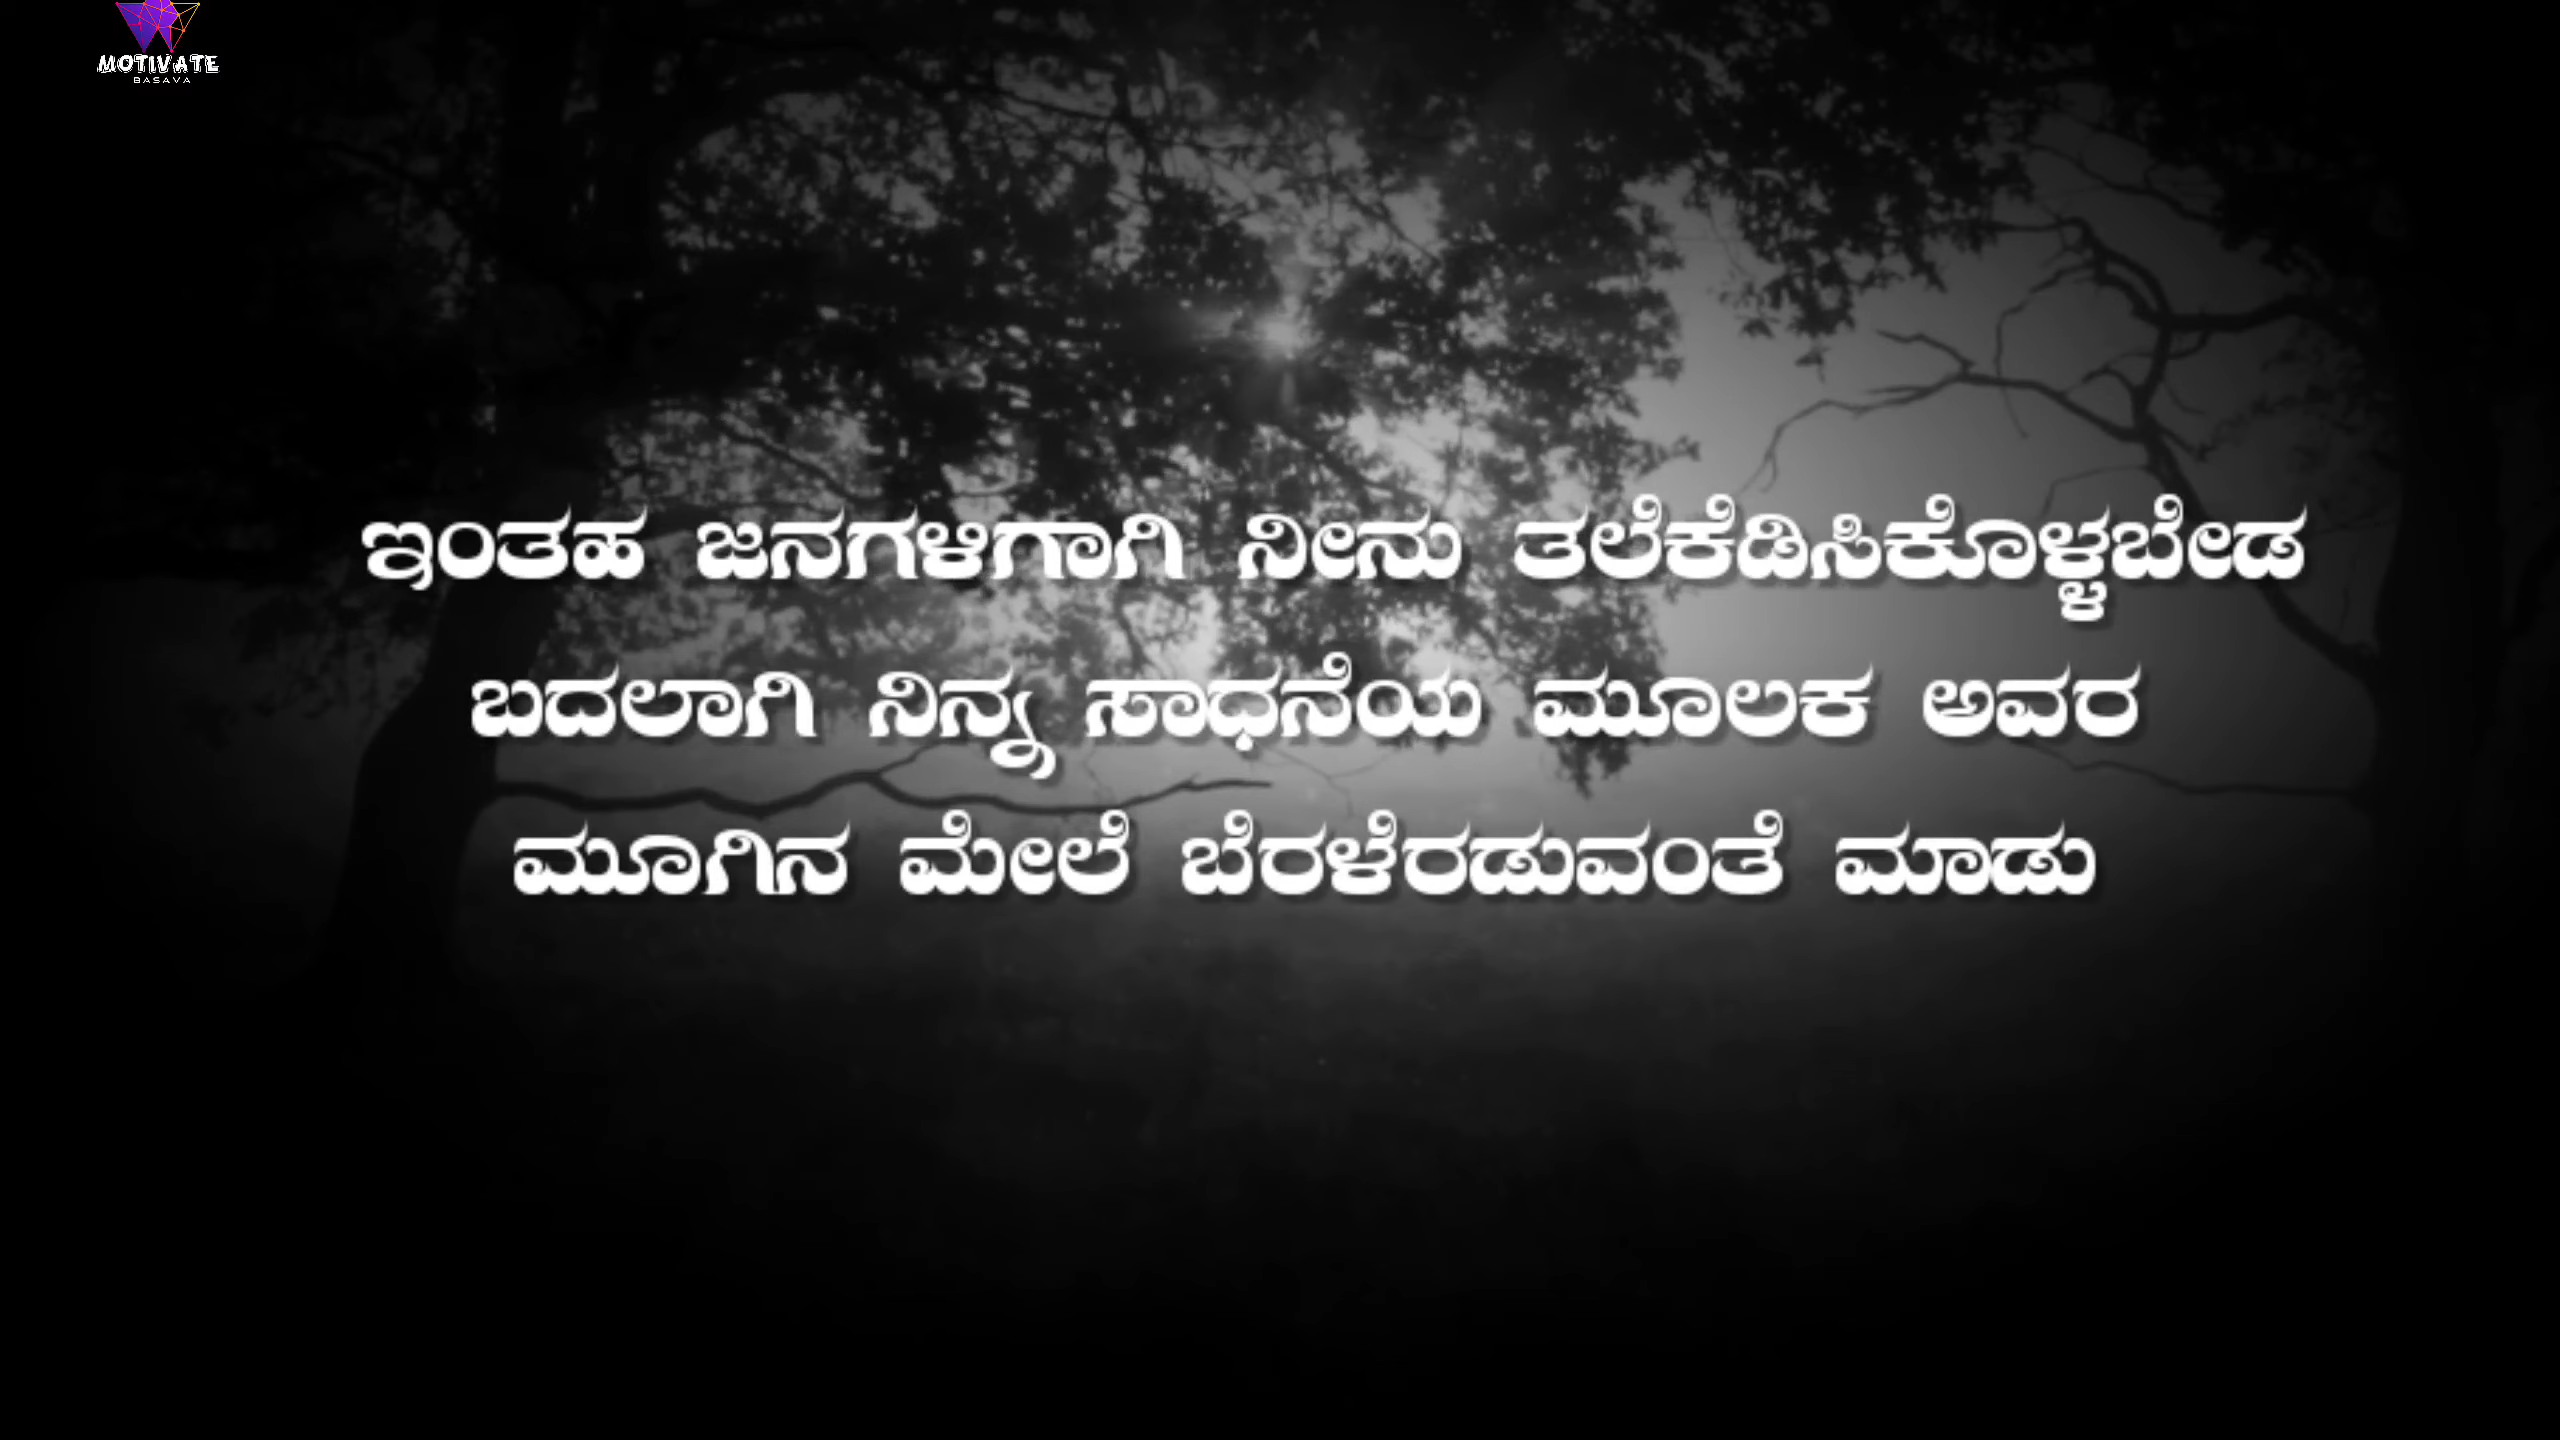 MOTIVATE
BASAVA
ಇಂತಹ ಜನಗಳಿಗಾಗಿ ನೀನು ತಲೆಕೆಡಿಸಿಕೊಳ್ಳಬೇಡ
ಬದಲಾಗಿ ನಿನ್ನ ಸಾಧನೆಯ ಮೂಲಕ ಅವರ
ಮೂಗಿನ ಮೇಲೆ ಬೆರಳೆರಡುವಂತೆ ಮಾಡು